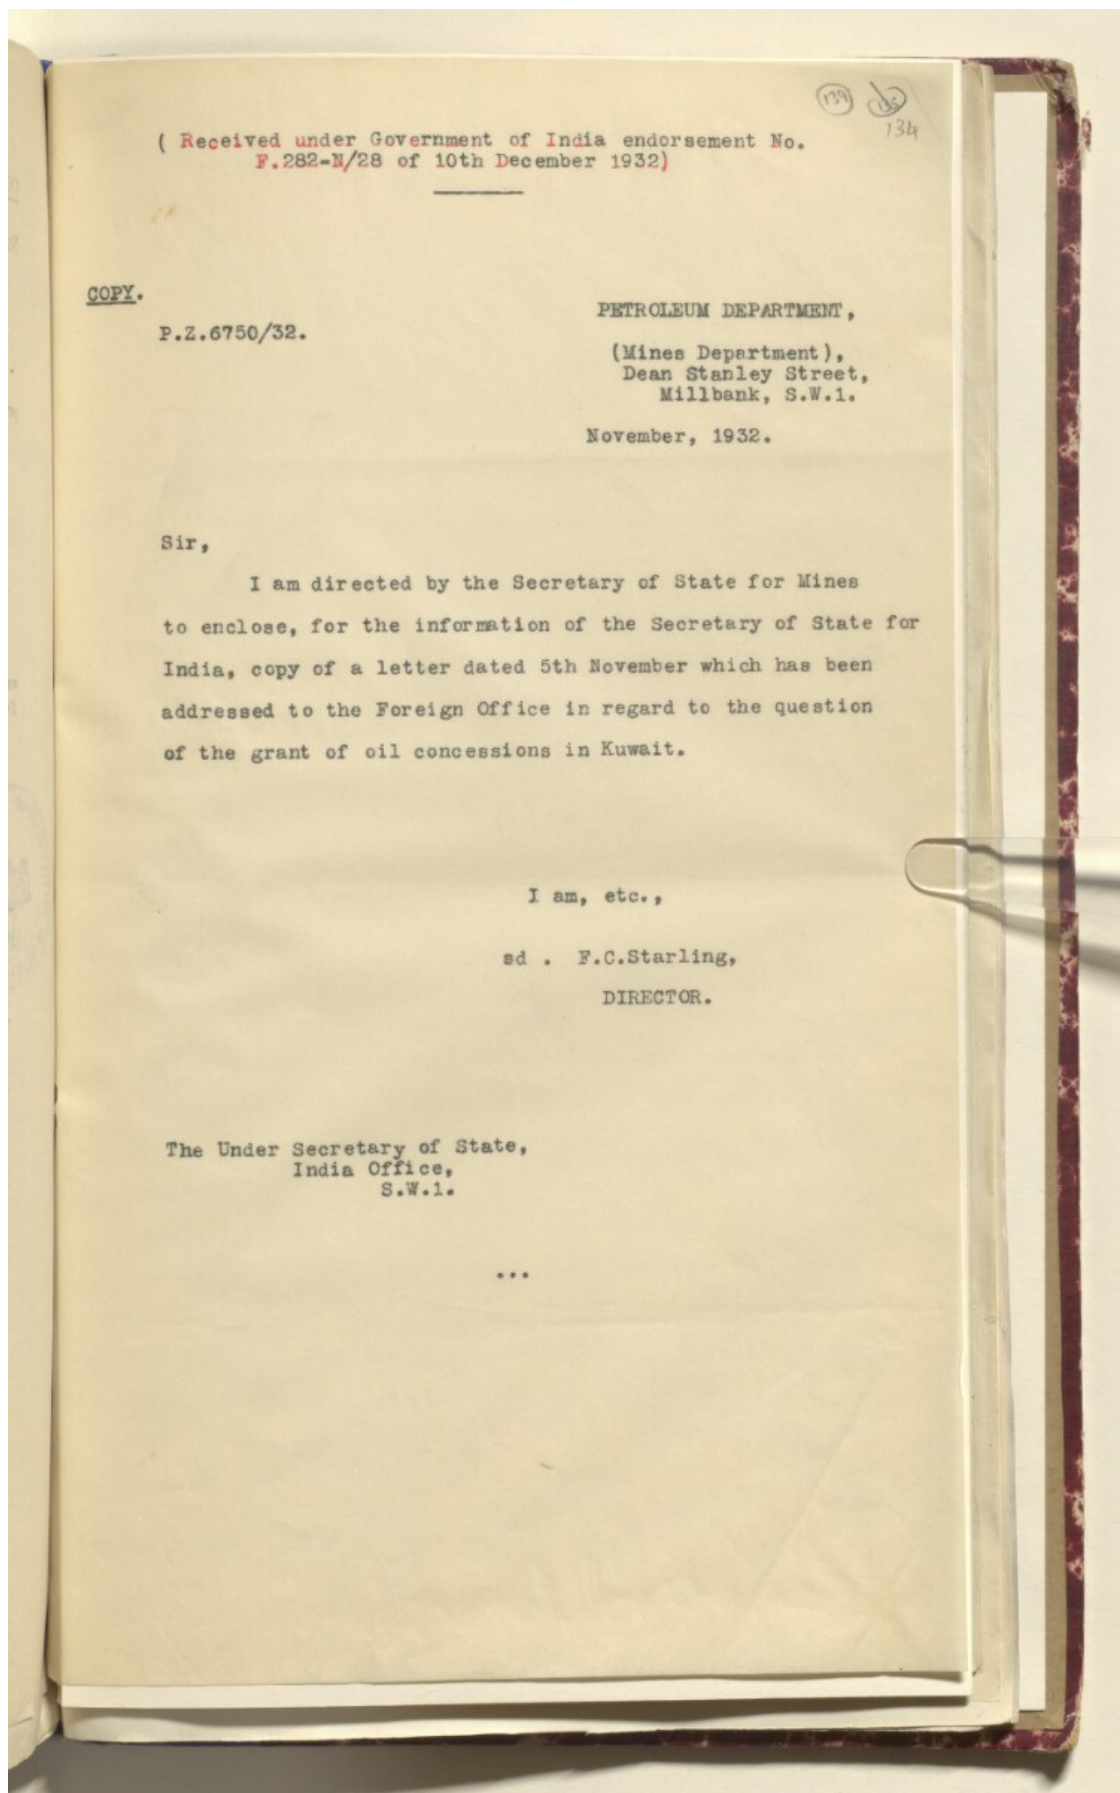 139 135
134
( Received under Government of India endorsement No.
F.282-N/28 of 10th December 1932)
COPY.
PETROLEUM DEPARTMENT,
P.Z.6750/32.
(Mines Department),
Dean Stanley Street,
Millbank, S.W.1.
November, 1932.
Sir,
I am directed by the Secretary of State for Mines
to enclose, for the information of the Secretary of State for
India, copy of a letter dated 5th November which has been
addressed to the Foreign Office in regard to the question
of the grant of oil concessions in Kuwait.
I am, etc.,
sd . F.C.Starling,
DIRECTOR.
The Under Secretary of State,
India Office,
S.W.1.
...